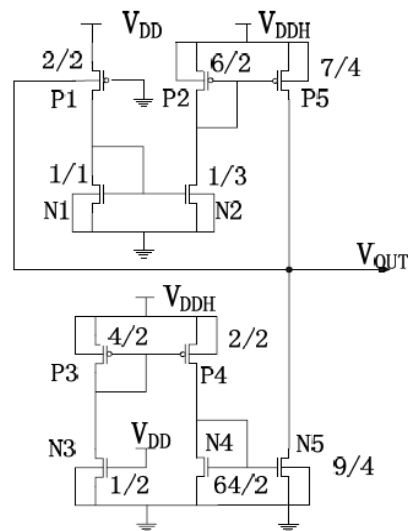 V_DD V_DDH
2/2 6/2 7/4
P1 P2 P5
1/1 1/3
N1 N2
V_OUT
V_DDH
4/2 2/2
P3 P4
N3 V_DD N4 N5
1/2 64/2 9/4